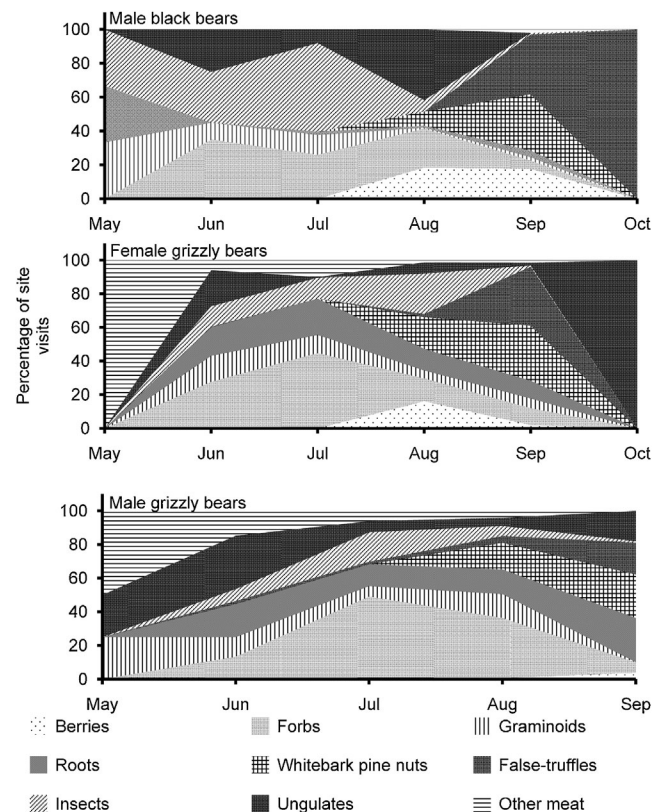 Male black bears
100
80
60
40
20
0
May Jun Jul Aug Sep Oct
Female grizzly bears
100
80
60
40
20
0
May Jun Jul Aug Sep Oct
Percentage of site
visits
Male grizzly bears
100
80
60
40
20
0
May Jun Jul Aug Sep
Berries Forbs Graminoids
Roots Whitebark pine nuts False-truffles
Insects Ungulates Other meat